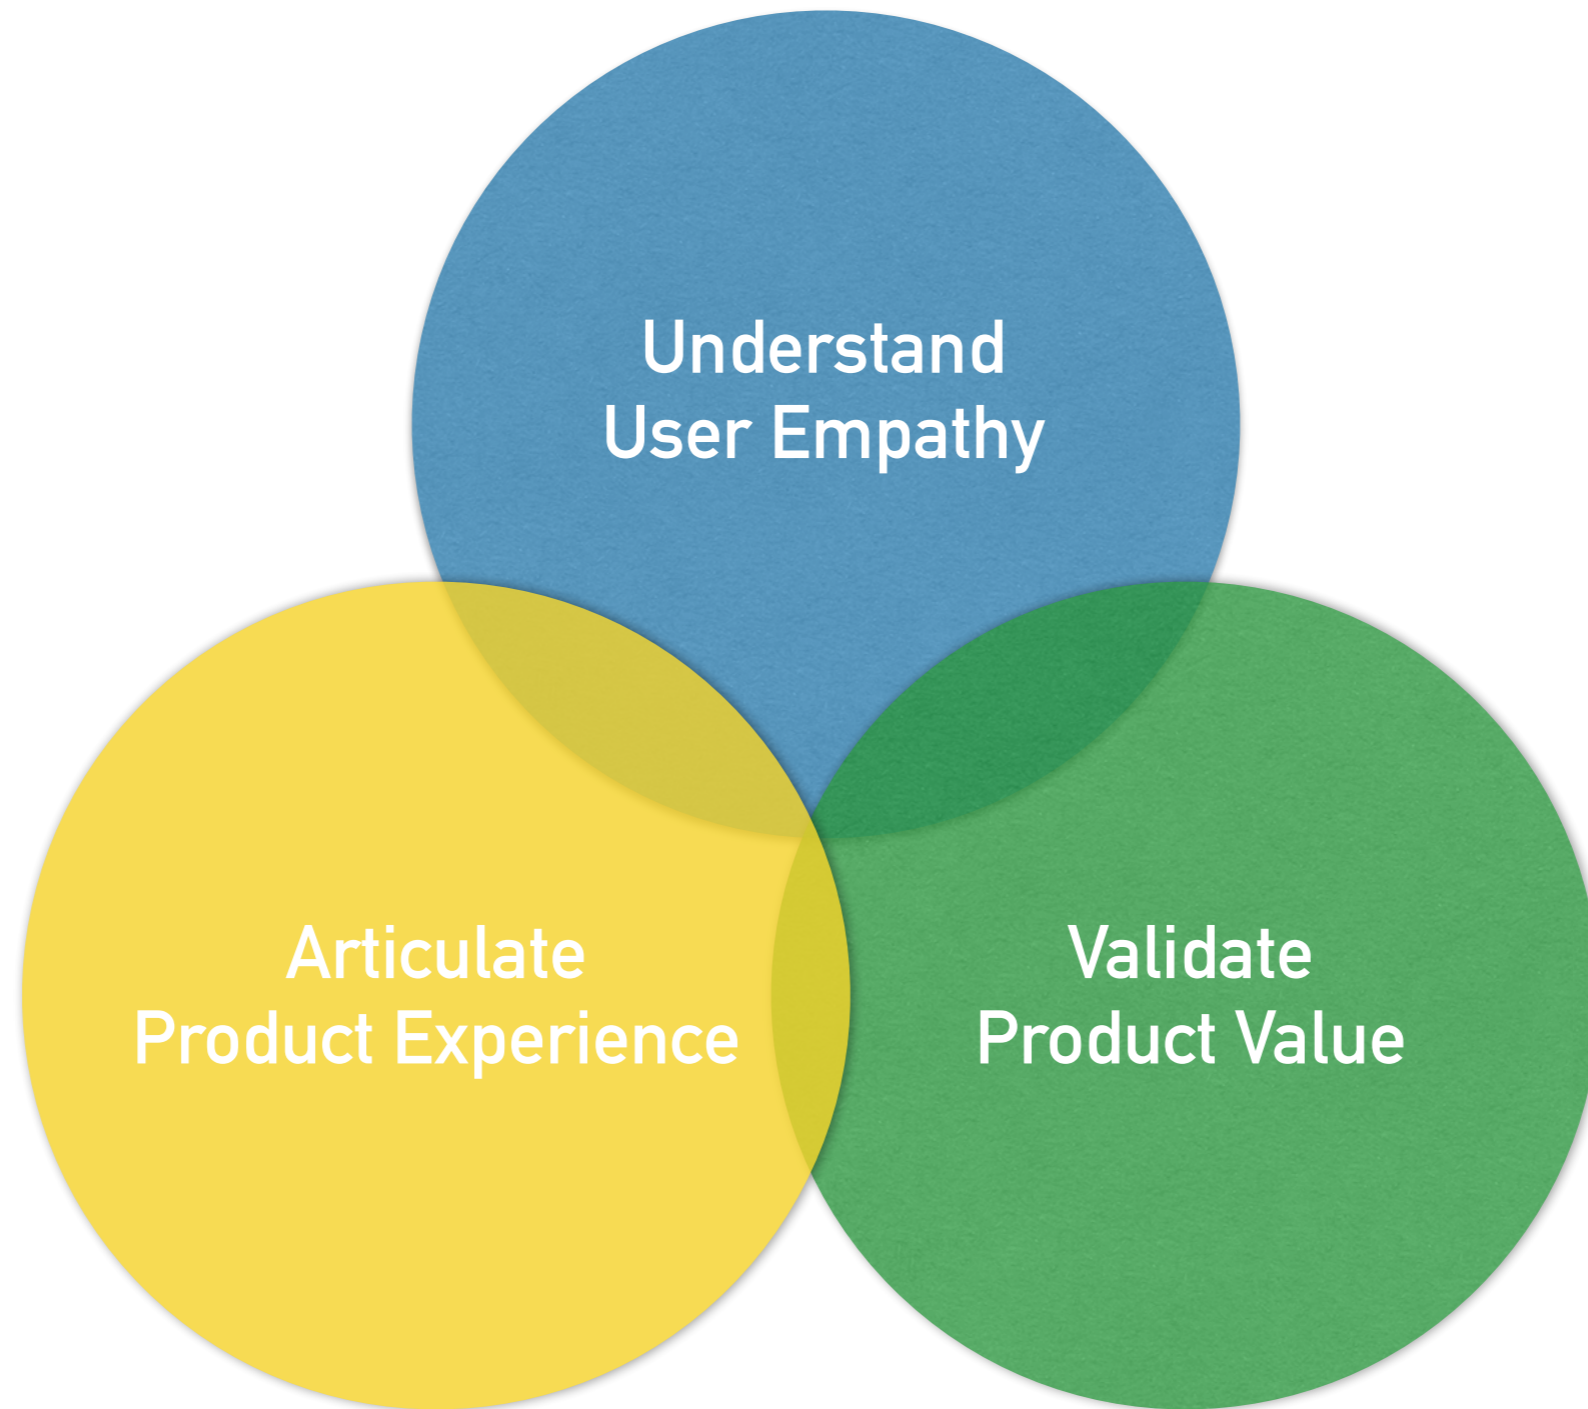 Understand
User Empathy
Articulate
Product Experience
Validate
Product Value